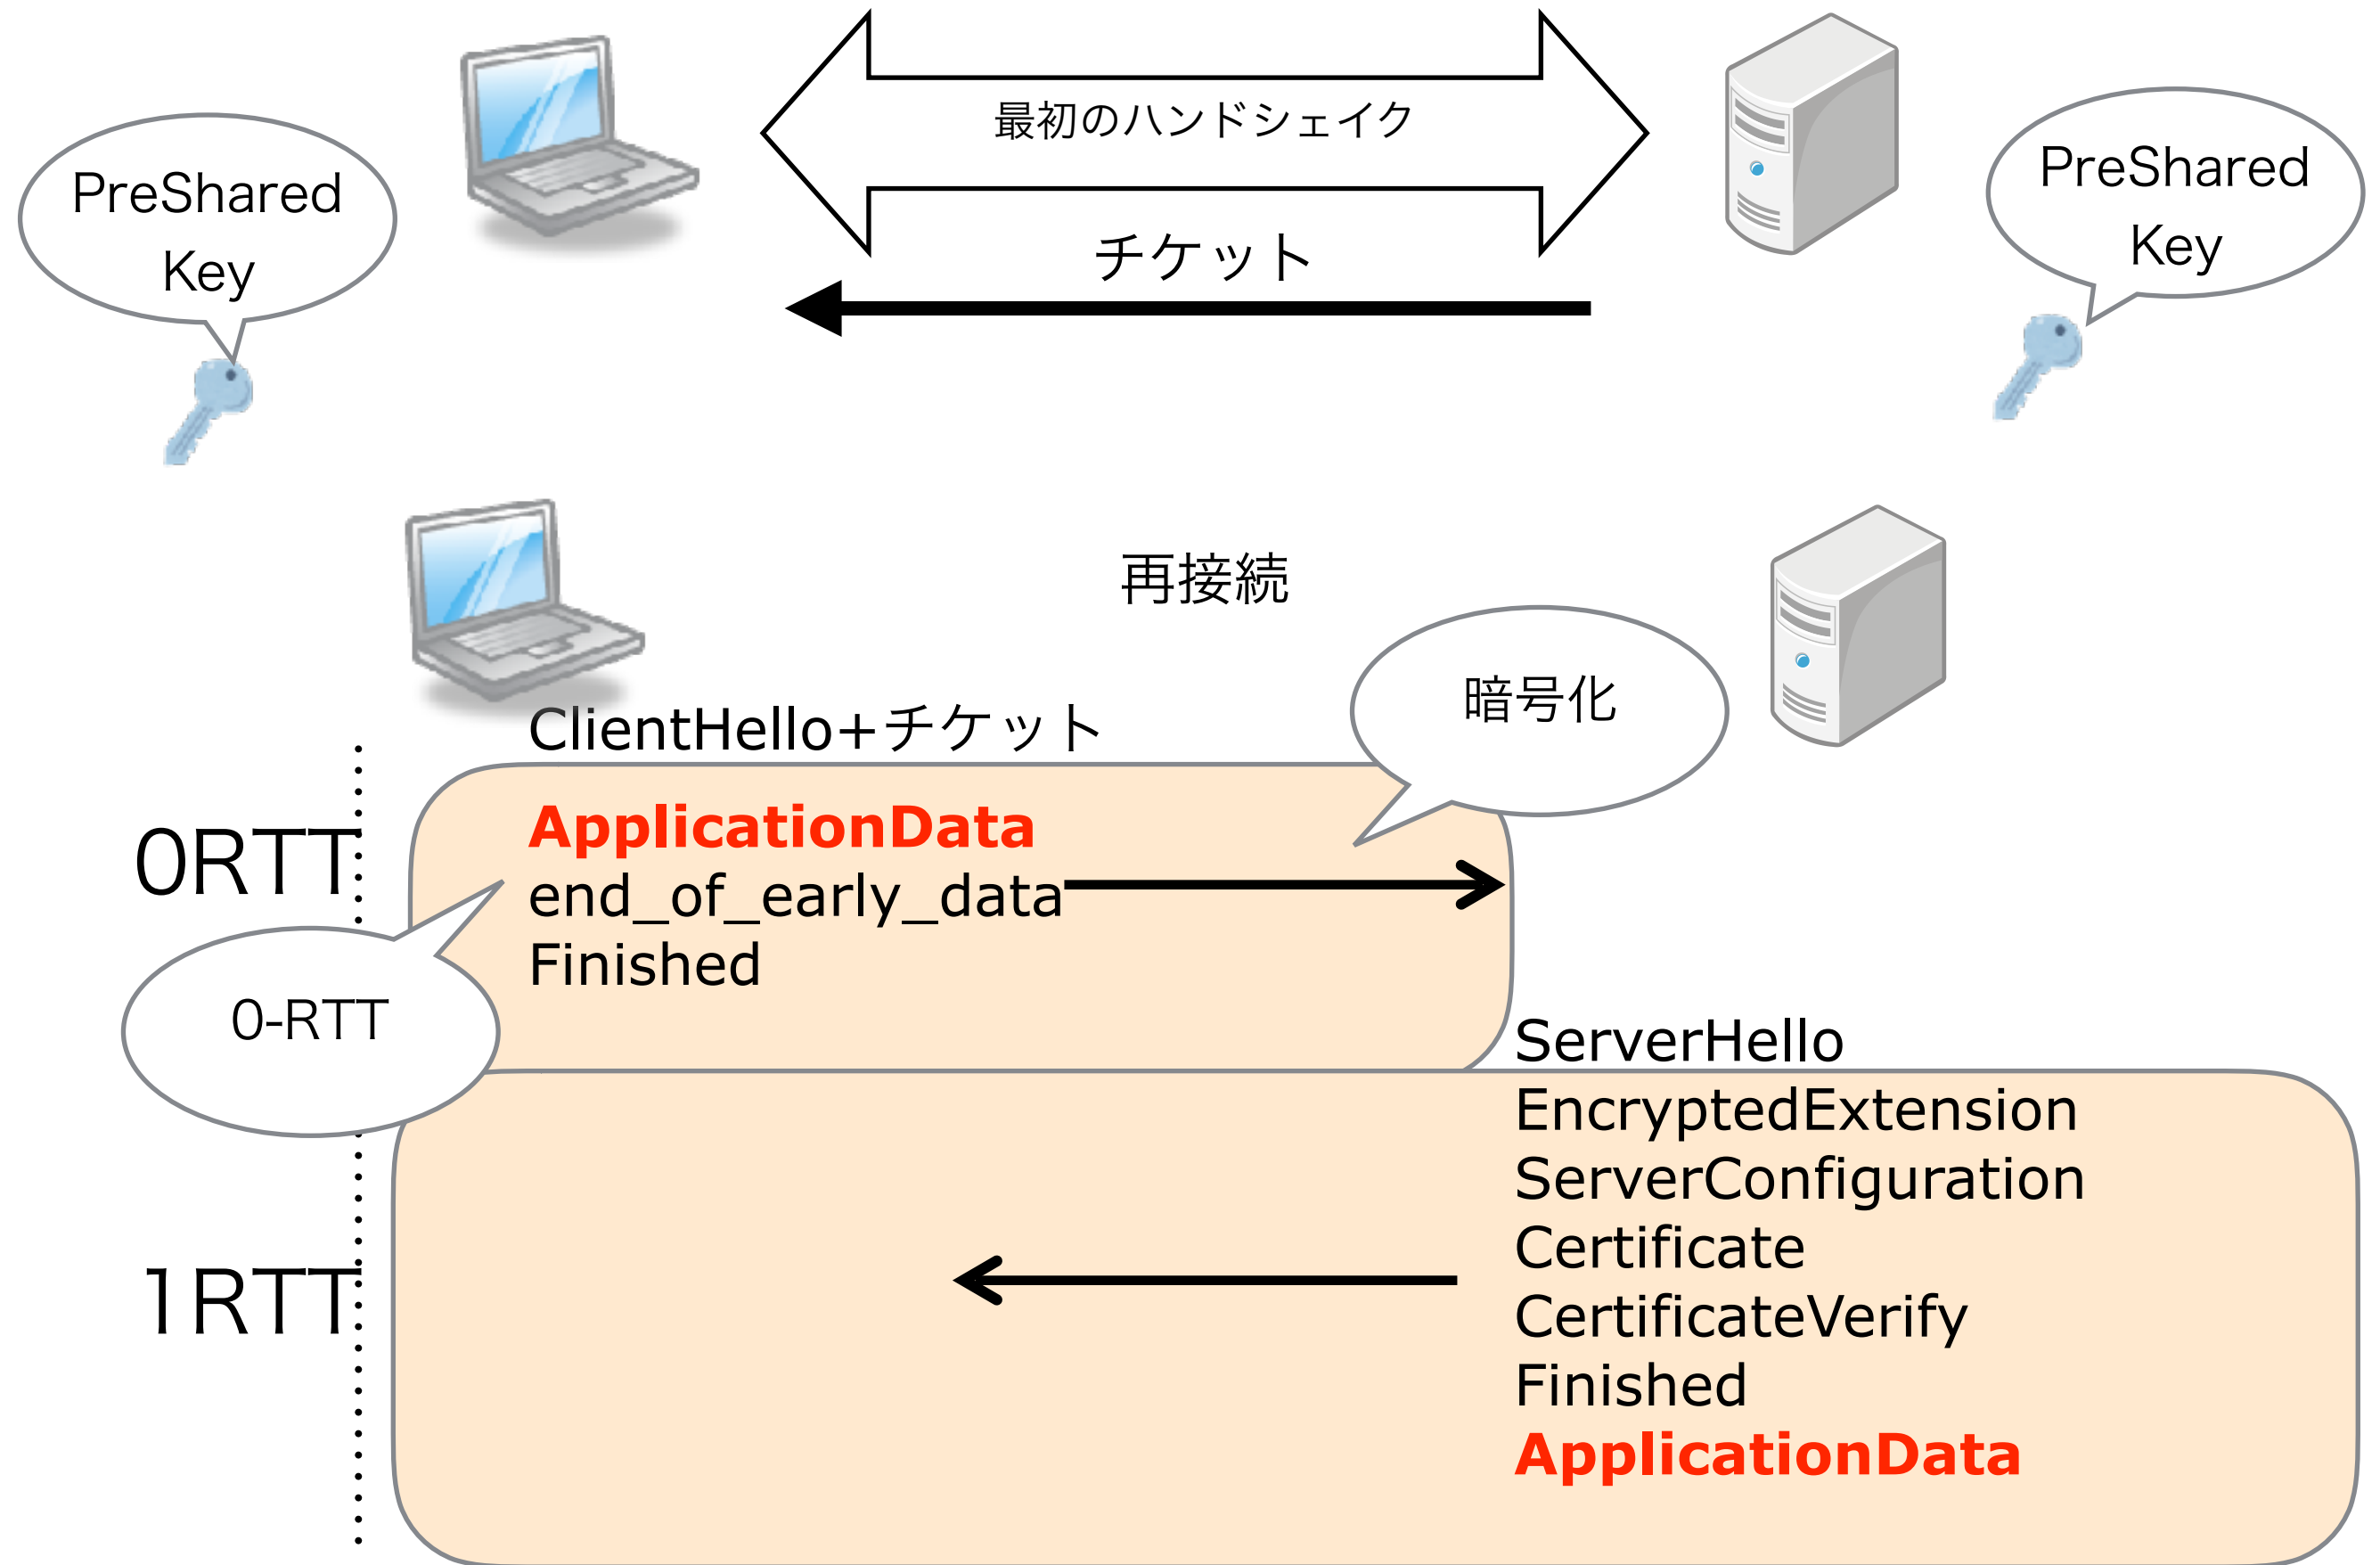 最初のハンドシェイク
PreShared
Key
PreShared
Key
チケット
再接続
暗号化
ClientHello+チケット
0RTT
ApplicationData
end_of_early_data
Finished
0-RTT
ServerHello
EncryptedExtension
ServerConfiguration
Certificate
CertificateVerify
Finished
ApplicationData
1RTT